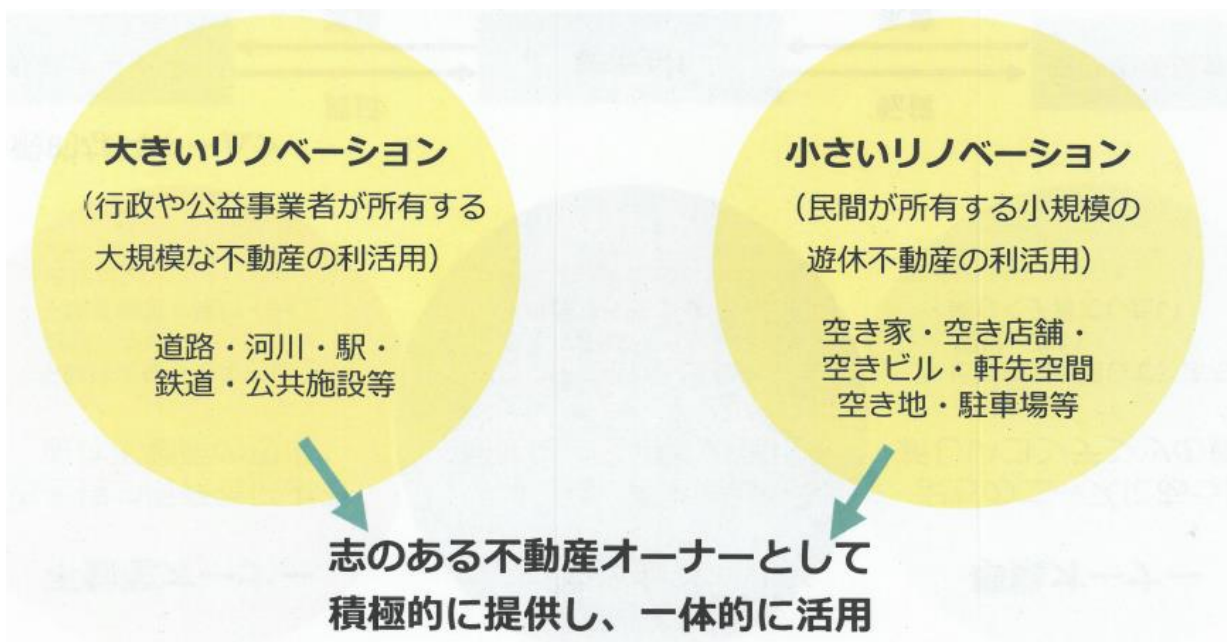 大きいリノベーション
（行政や公益事業者が所有する
大規模な不動産の利活用）
道路・河川・駅・
鉄道・公共施設等
小さいリノベーション
（民間が所有する小規模の
遊休不動産の利活用）
空き家・空き店舗・
空きビル・軒先空間
空き地・駐車場等
志のある不動産オーナーとして
積極的に提供し、一体的に活用